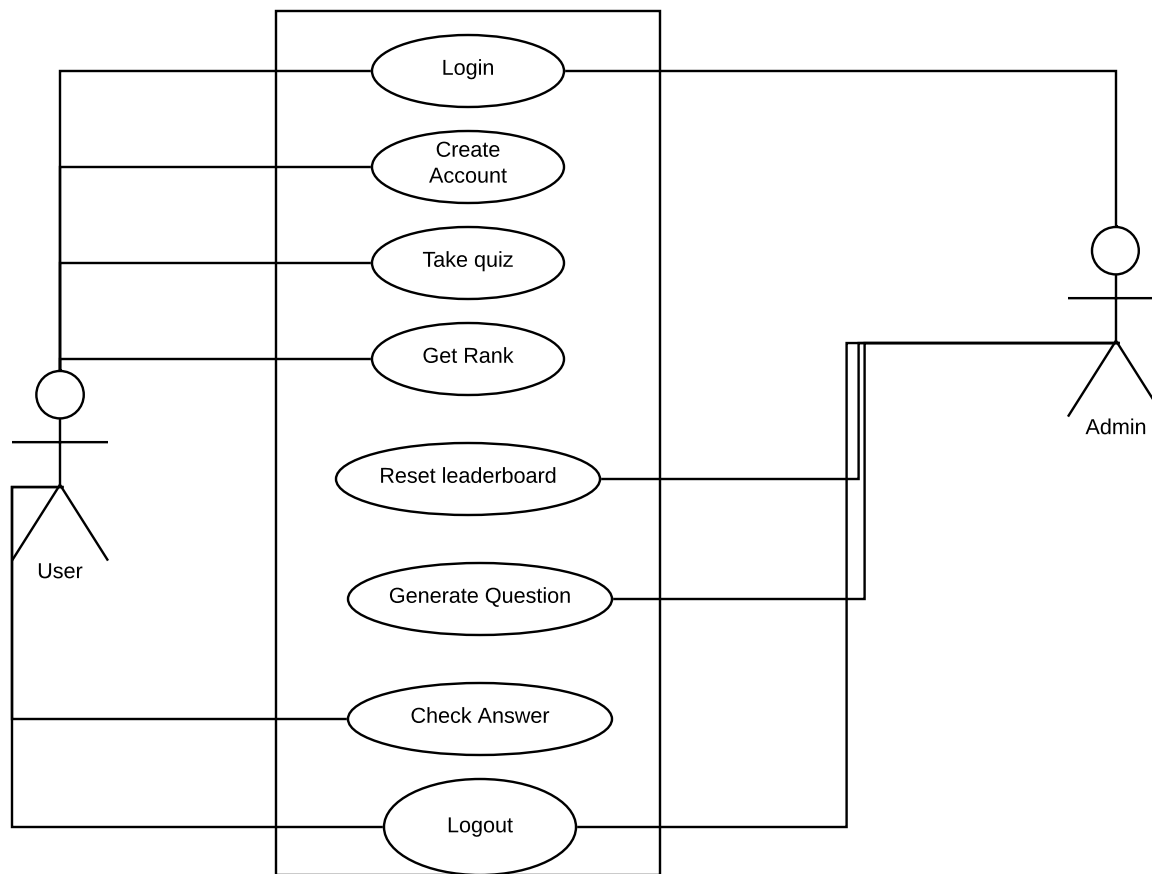 Login
Create
Account
Take quiz
Get Rank
Reset leaderboard
Generate Question
Check Answer
Logout
User
Admin